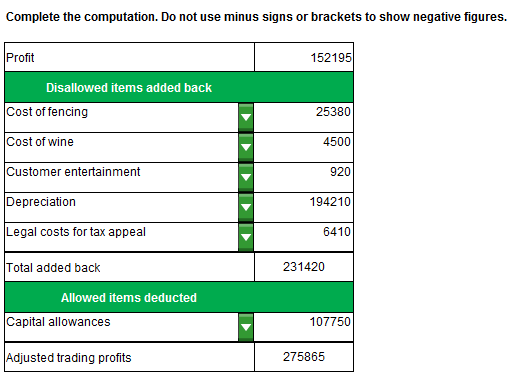 Complete the computation. Do not use minus signs or brackets to show negative figures.
Profit 152195
Disallowed items added back
Cost of fencing 25380
Cost of wine 4500
Customer entertainment 920
Depreciation 194210
Legal costs for tax appeal 6410
Total added back 231420
Allowed items deducted
Capital allowances 107750
Adjusted trading profits 275865